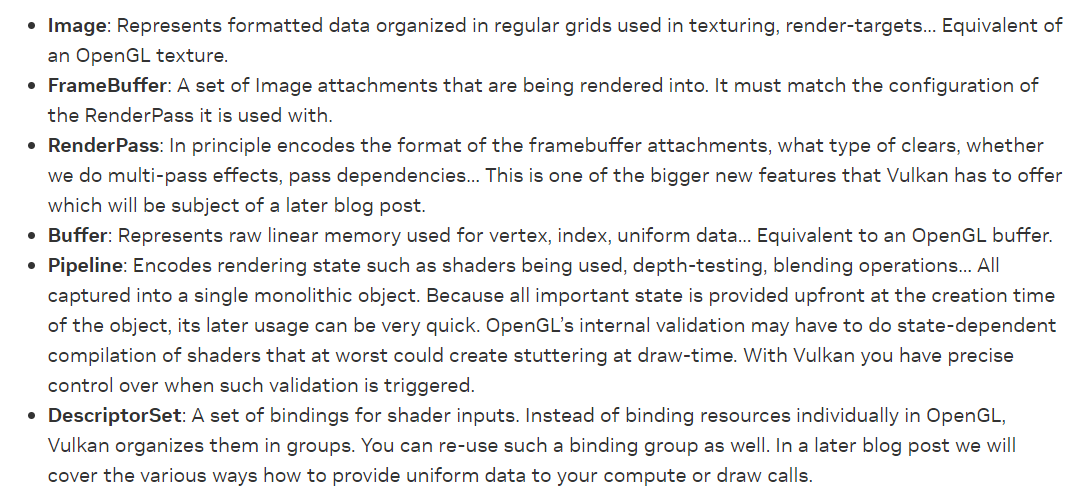 • Image: Represents formatted data organized in regular grids used in texturing, render-targets... Equivalent of
an OpenGL texture.
• FrameBuffer: A set of Image attachments that are being rendered into. It must match the configuration of
the RenderPass it is used with.
• RenderPass: In principle encodes the format of the framebuffer attachments, what type of clears, whether
we do multi-pass effects, pass dependencies... This is one of the bigger new features that Vulkan has to offer
which will be subject of a later blog post.
• Buffer: Represents raw linear memory used for vertex, index, uniform data... Equivalent to an OpenGL buffer.
• Pipeline: Encodes rendering state such as shaders being used, depth-testing, blending operations... All
captured into a single monolithic object. Because all important state is provided upfront at the creation time
of the object, its later usage can be very quick. OpenGL’s internal validation may have to do state-dependent
compilation of shaders that at worst could create stuttering at draw-time. With Vulkan you have precise
control over when such validation is triggered.
• DescriptorSet: A set of bindings for shader inputs. Instead of binding resources individually in OpenGL,
Vulkan organizes them in groups. You can re-use such a binding group as well. In a later blog post we will
cover the various ways how to provide uniform data to your compute or draw calls.